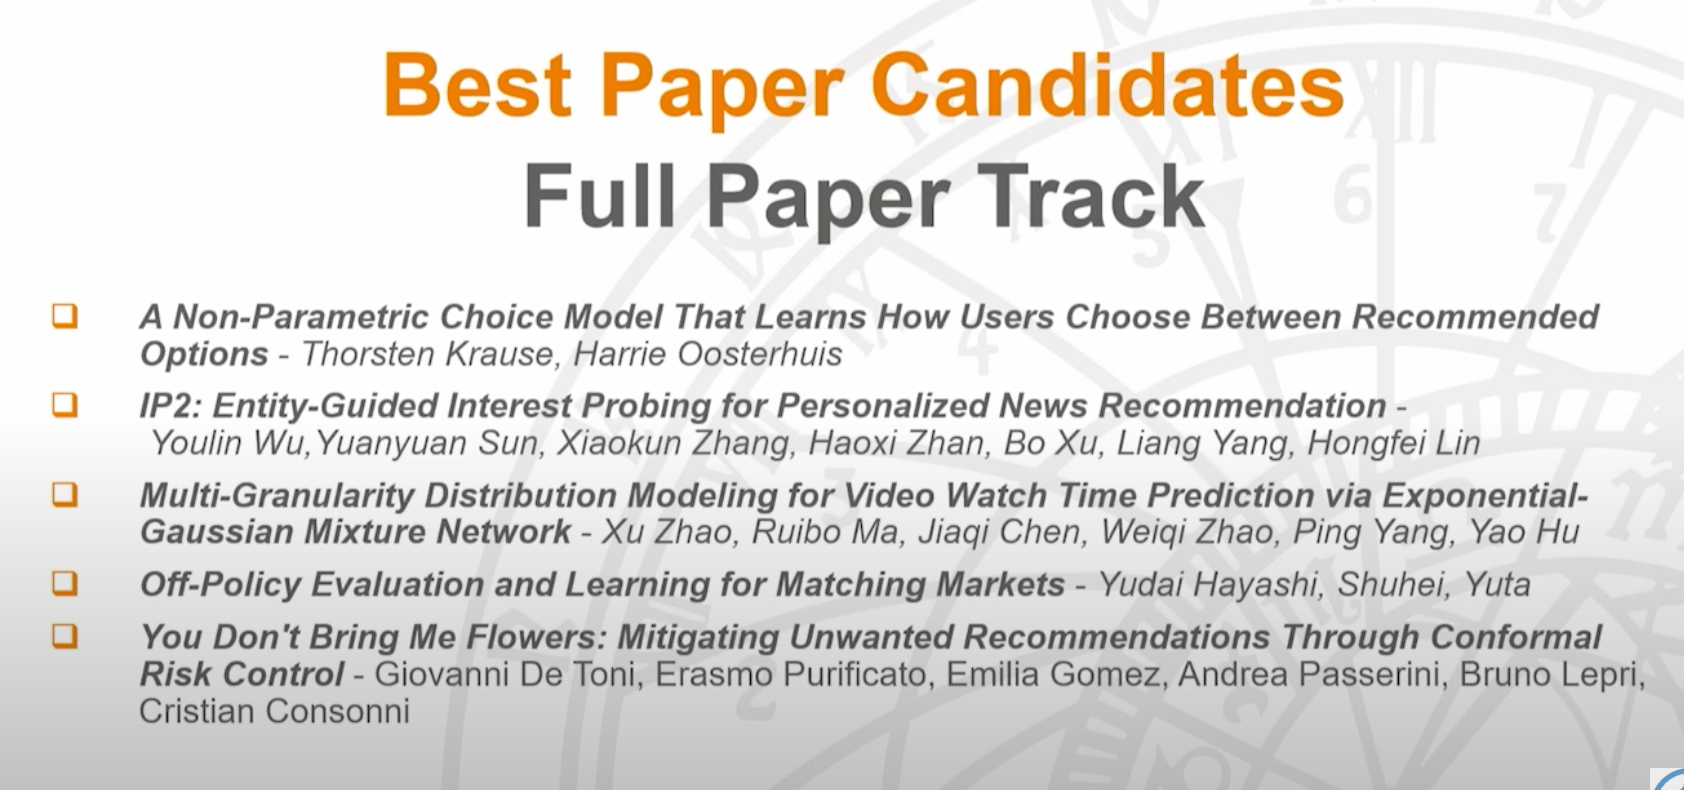 Best Paper Candidates
Full Paper Track
A Non-Parametric Choice Model That Learns How Users Choose Between Recommended
Options - Thorsten Krause, Harrie Oosterhuis
IP2: Entity-Guided Interest Probing for Personalized News Recommendation -
Youlin Wu,Yuanyuan Sun, Xiaokun Zhang, Haoxi Zhan, Bo Xu, Liang Yang, Hongfei Lin
Multi-Granularity Distribution Modeling for Video Watch Time Prediction via Exponential-
Gaussian Mixture Network - Xu Zhao, Ruibo Ma, Jiaqi Chen, Weiqi Zhao, Ping Yang, Yao Hu
Off-Policy Evaluation and Learning for Matching Markets - Yudai Hayashi, Shuhei, Yuta
You Don't Bring Me Flowers: Mitigating Unwanted Recommendations Through Conformal
Risk Control - Giovanni De Toni, Erasmo Purificato, Emilia Gomez, Andrea Passerini, Bruno Lepri,
Cristian Consonni